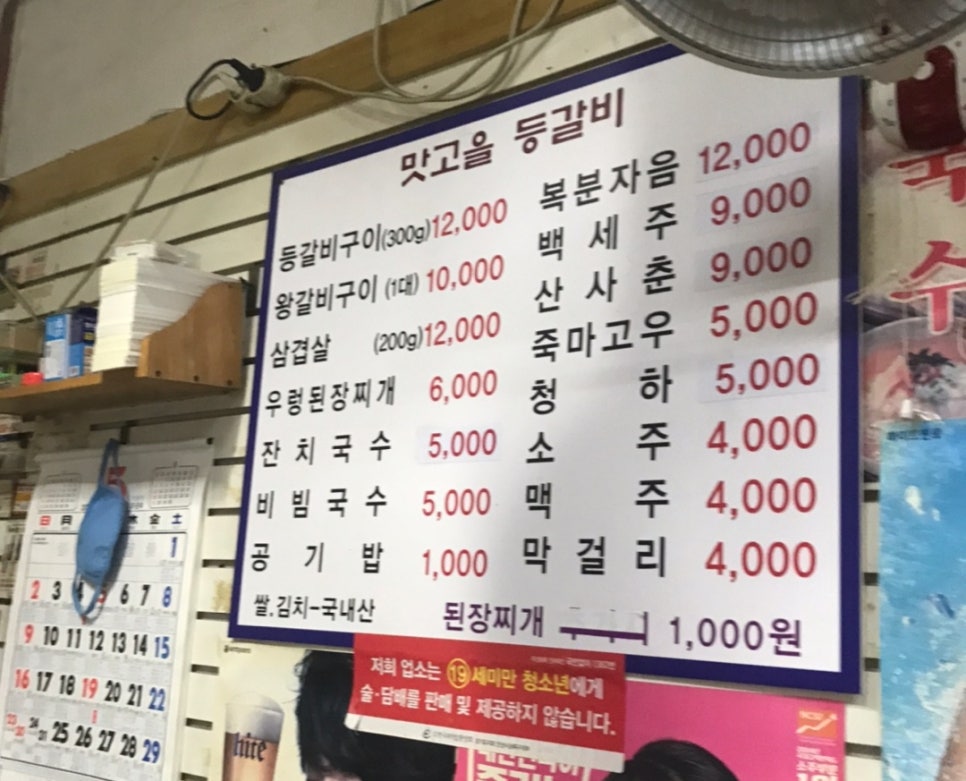 맛고을 등갈비
등갈비구이(300g)12,000
왕갈비구이 (1대) 10,000
삼겹살 (200g)12,000
우렁된장찌개 6,000
잔치국수 5,000
비빔국수 5,000
공기밥 1,000
쌀.김치-국내산
복분자음 12,000
백세주 9,000
산사춘 9,000
죽마고우 5,000
청하 5,000
소주 4,000
맥주 4,000
막걸리 4,000
된장찌개 1,000원
저희 업소는 19세미만 청소년에게
술·담배를 판매 및 제공하지 않습니다.
국수
hite
5
日 月 木 金 土
1
2 3 4 5 6 7 8
9 10 11 12 13 14 15
16 17 18 19 20 21 22
23/30 24/31 25 26 27 28 29